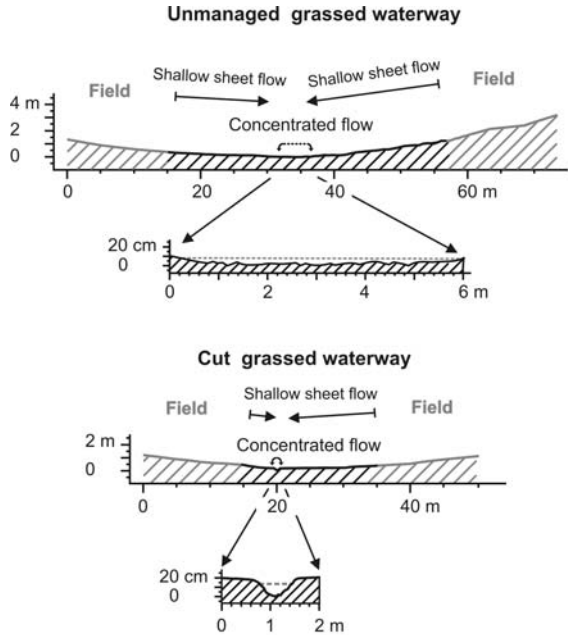 Unmanaged grassed waterway
Shallow sheet flow
Shallow sheet flow
Field
Field
Concentrated flow
4 m
2
0
0
20
40
60 m
20 cm
0
0
2
4
6 m
Cut grassed waterway
Shallow sheet flow
Field
Field
Concentrated flow
2 m
0
0
20
40 m
20 cm
0
0
1
2 m